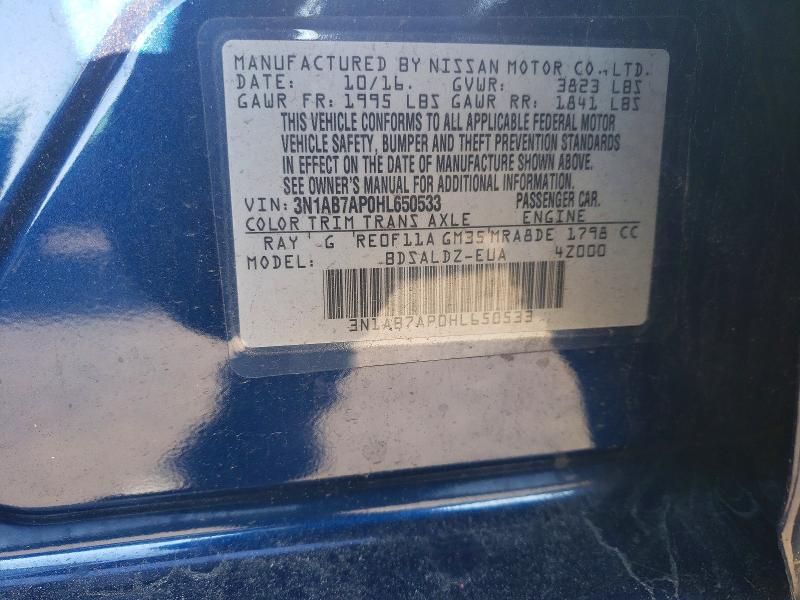 MANUFACTURED BY NISSAN MOTOR CO., LTD.
DATE: 10/16. GVWR: 3823 LBS
GAWR FR: 1995 LBS GAWR RR: 1841 LBS
THIS VEHICLE CONFORMS TO ALL APPLICABLE FEDERAL MOTOR
VEHICLE SAFETY, BUMPER AND THEFT PREVENTION STANDARDS
IN EFFECT ON THE DATE OF MANUFACTURE SHOWN ABOVE.
SEE OWNER'S MANUAL FOR ADDITIONAL INFORMATION.
VIN: 3N1AB7AP0HL650533 PASSENGER CAR.
COLOR TRIM TRANS AXLE ENGINE
RAY G RE0F11A GM35 MRA8DE 1798 CC
MODEL: BDSALDZ-EUA 4Z000
3N1AB7AP0HL650533